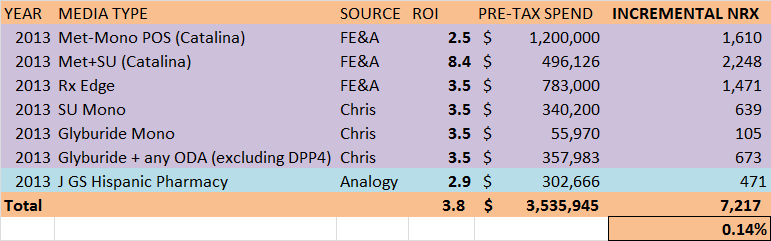 YEAR MEDIA TYPE SOURCE ROI PRE-TAX SPEND INCREMENTAL NRX
2013 Met-Mono POS (Catalina) FE&A 2.5 $ 1,200,000 1,610
2013 Met+SU (Catalina) FE&A 8.4 $ 496,126 2,248
2013 Rx Edge FE&A 3.5 $ 783,000 1,471
2013 SU Mono Chris 3.5 $ 340,200 639
2013 Glyburide Mono Chris 3.5 $ 55,970 105
2013 Glyburide + any ODA (excluding DPP4) Chris 3.5 $ 357,983 673
2013 J GS Hispanic Pharmacy Analogy 2.9 $ 302,666 471
Total 3.8 $ 3,535,945 7,217
0.14%